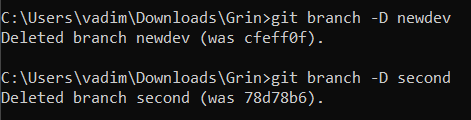 C:\Users\vadim\Downloads\Grin>git branch -D newdev
Deleted branch newdev (was cfeff0f).
C:\Users\vadim\Downloads\Grin>git branch -D second
Deleted branch second (was 78d78b6).